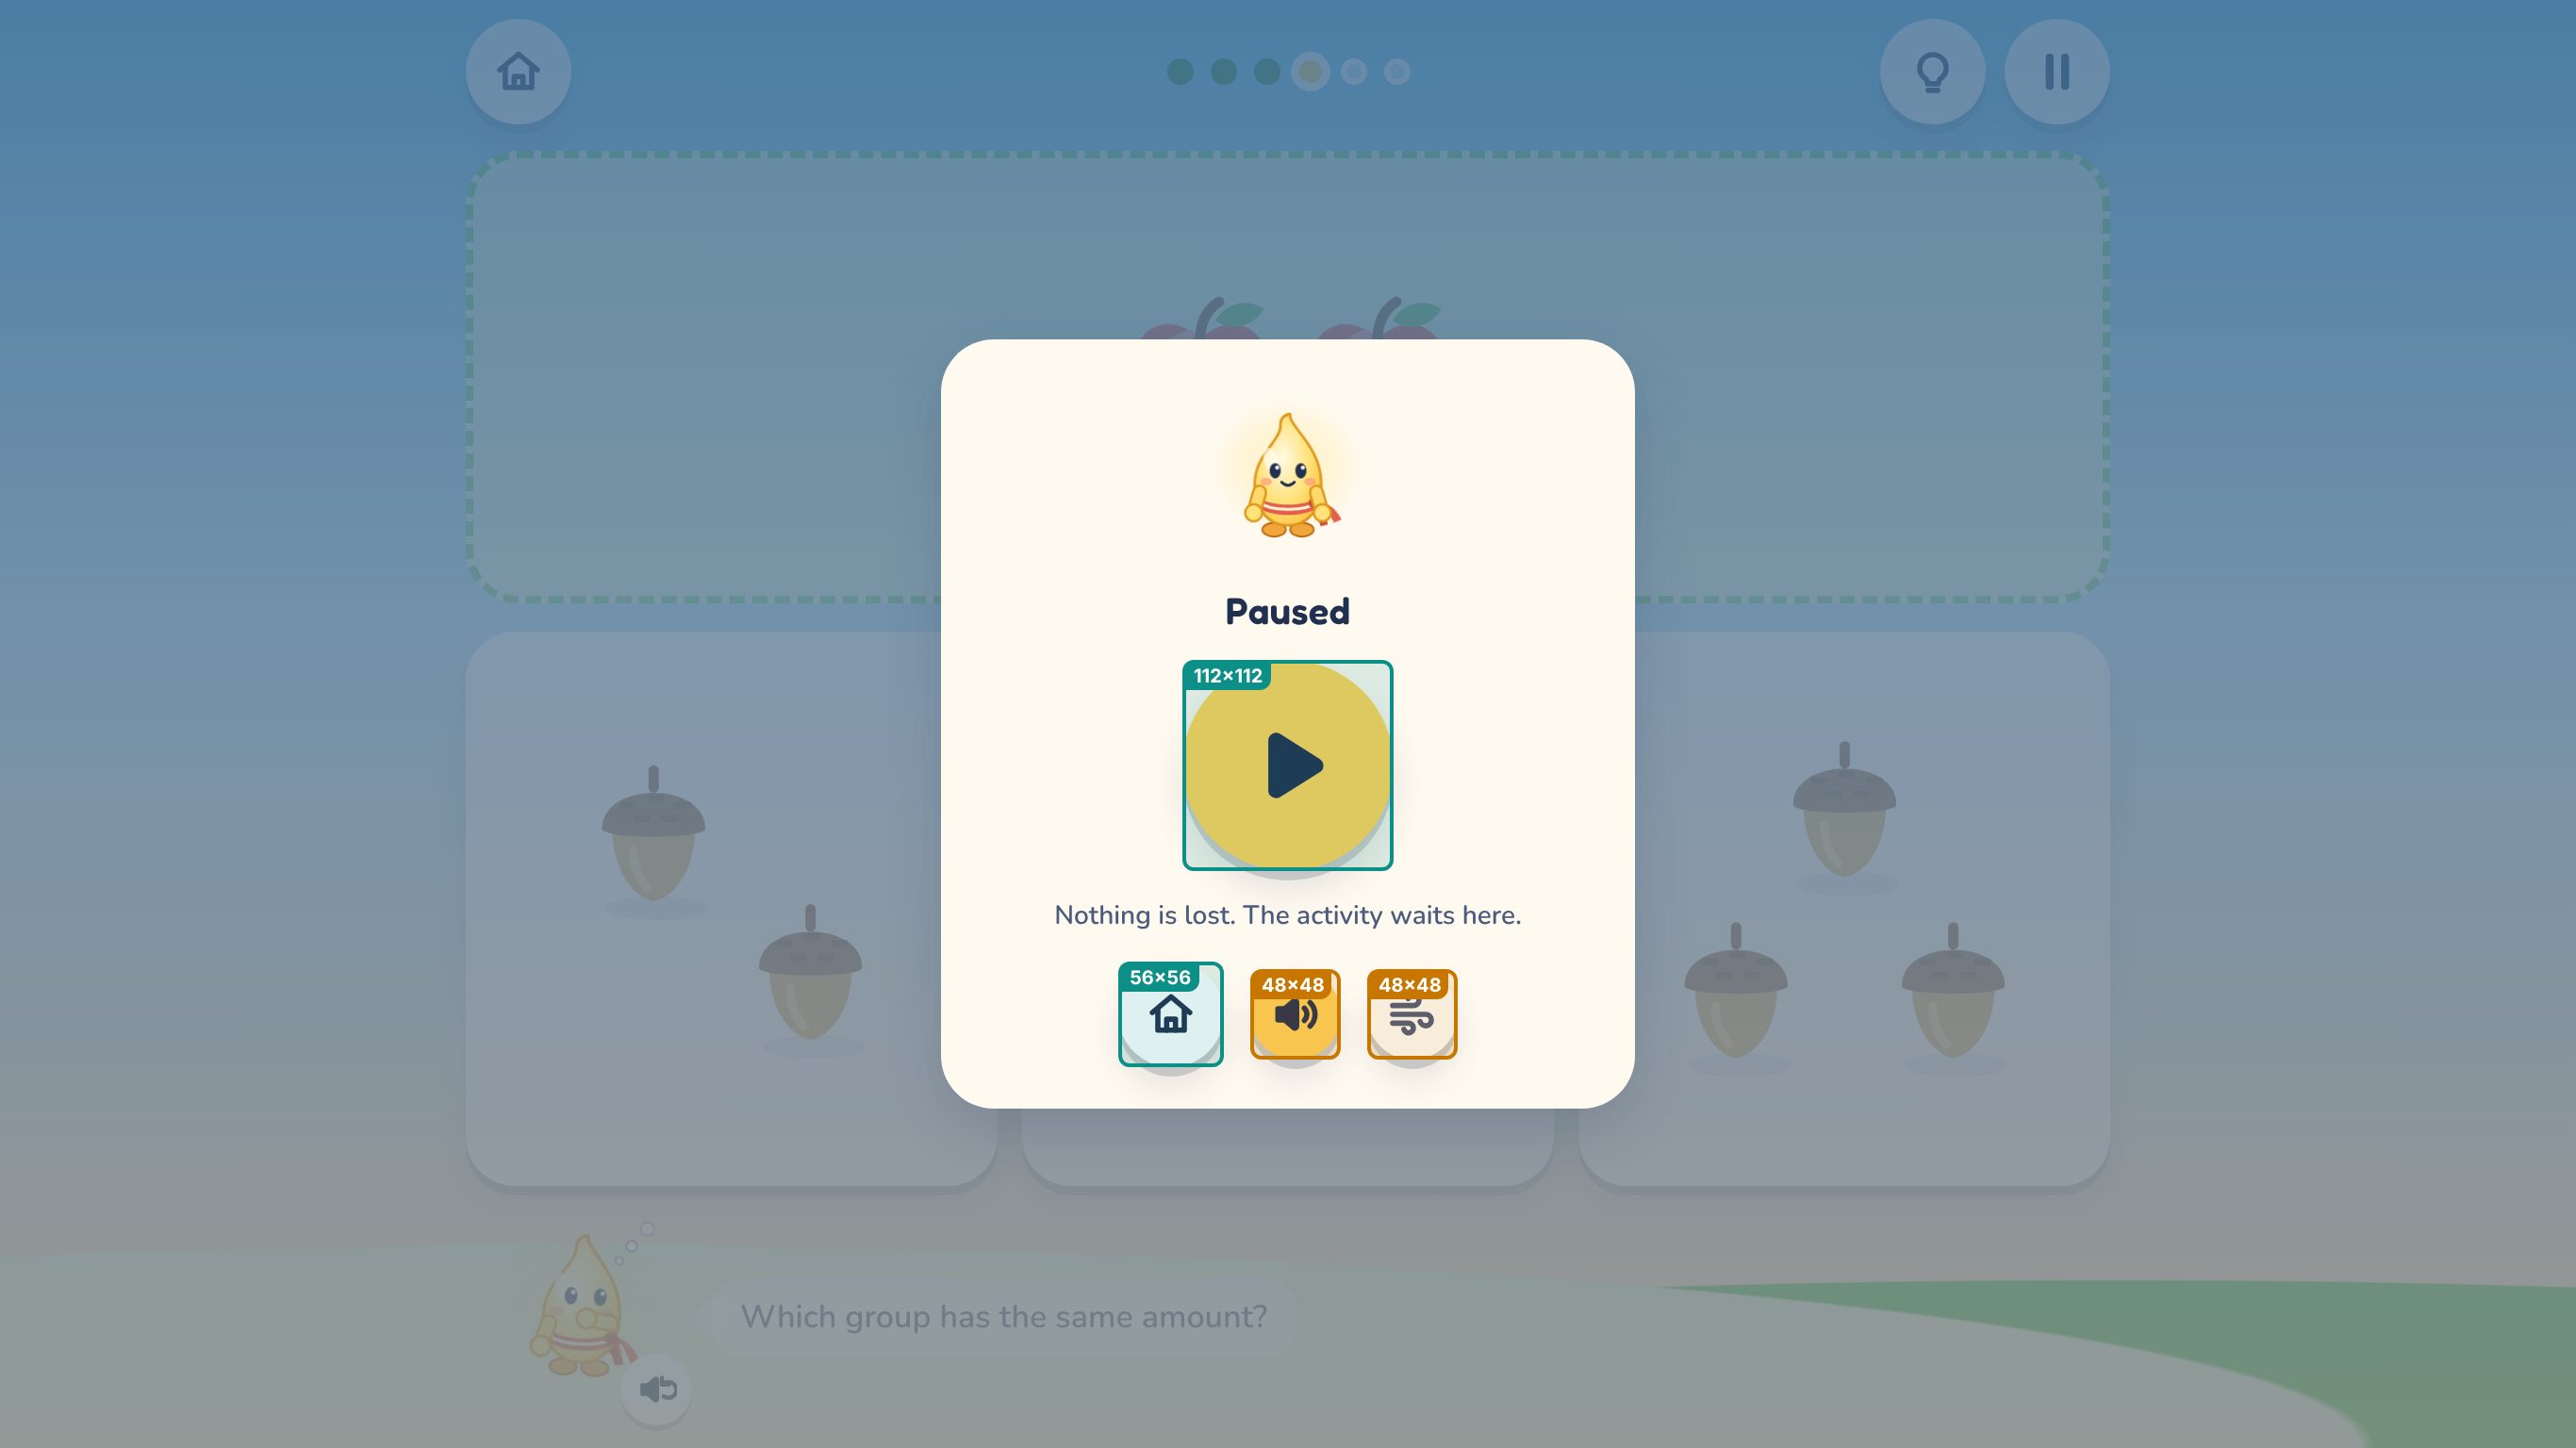 Paused
112×112
Nothing is lost. The activity waits here.
56×56
48×48
48×48
Which group has the same amount?